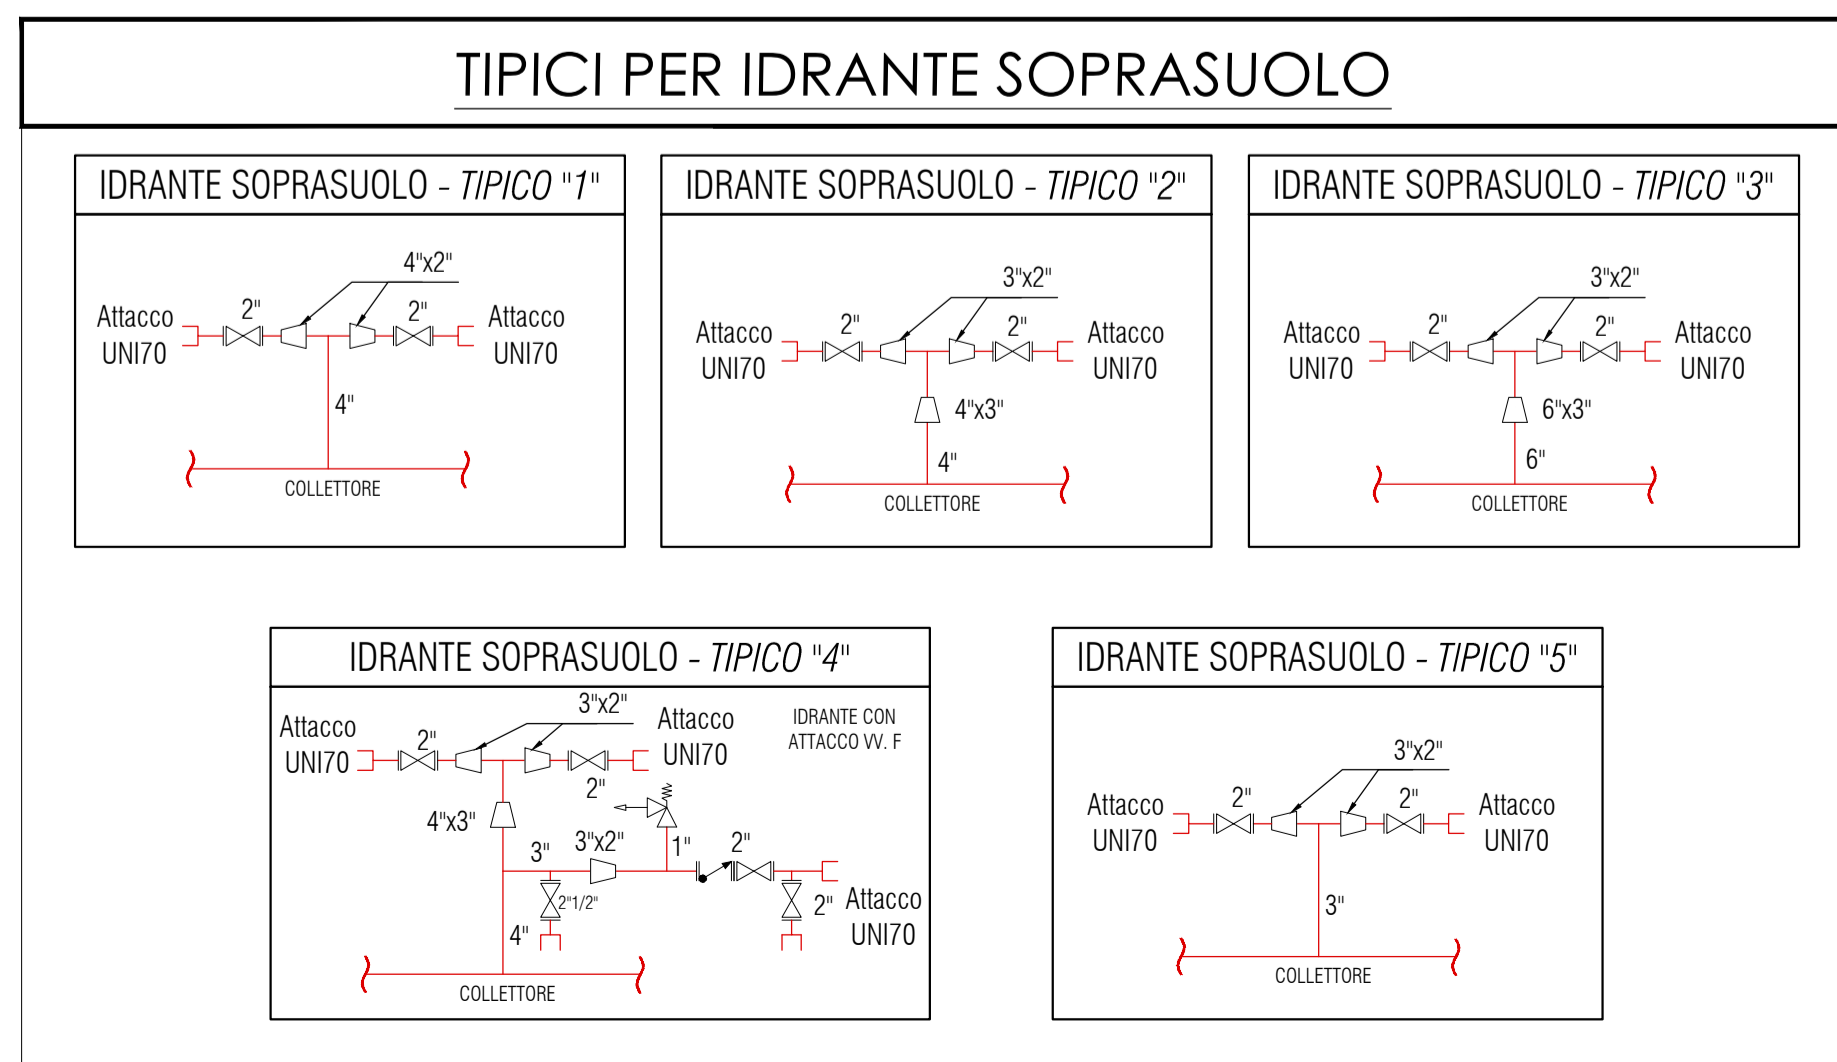 TIPICI PER IDRANTE SOPRASUOLO
IDRANTE SOPRASUOLO - TIPICO "1"
4"x2"
Attacco
UNI70
2"
2"
Attacco
UNI70
4"
COLLETTORE
IDRANTE SOPRASUOLO - TIPICO "2"
3"x2"
Attacco
UNI70
2"
2"
Attacco
UNI70
4"x3"
4"
COLLETTORE
IDRANTE SOPRASUOLO - TIPICO "3"
3"x2"
Attacco
UNI70
2"
2"
Attacco
UNI70
6"x3"
6"
COLLETTORE
IDRANTE SOPRASUOLO - TIPICO "4"
3"x2"
Attacco
UNI70
2"
Attacco
UNI70
IDRANTE CON
ATTACCO VV. F
2"
4"x3"
3"
3"x2"
1"
2"
2"1/2"
2"
Attacco
UNI70
4"
COLLETTORE
IDRANTE SOPRASUOLO - TIPICO "5"
3"x2"
Attacco
UNI70
2"
2"
Attacco
UNI70
3"
COLLETTORE